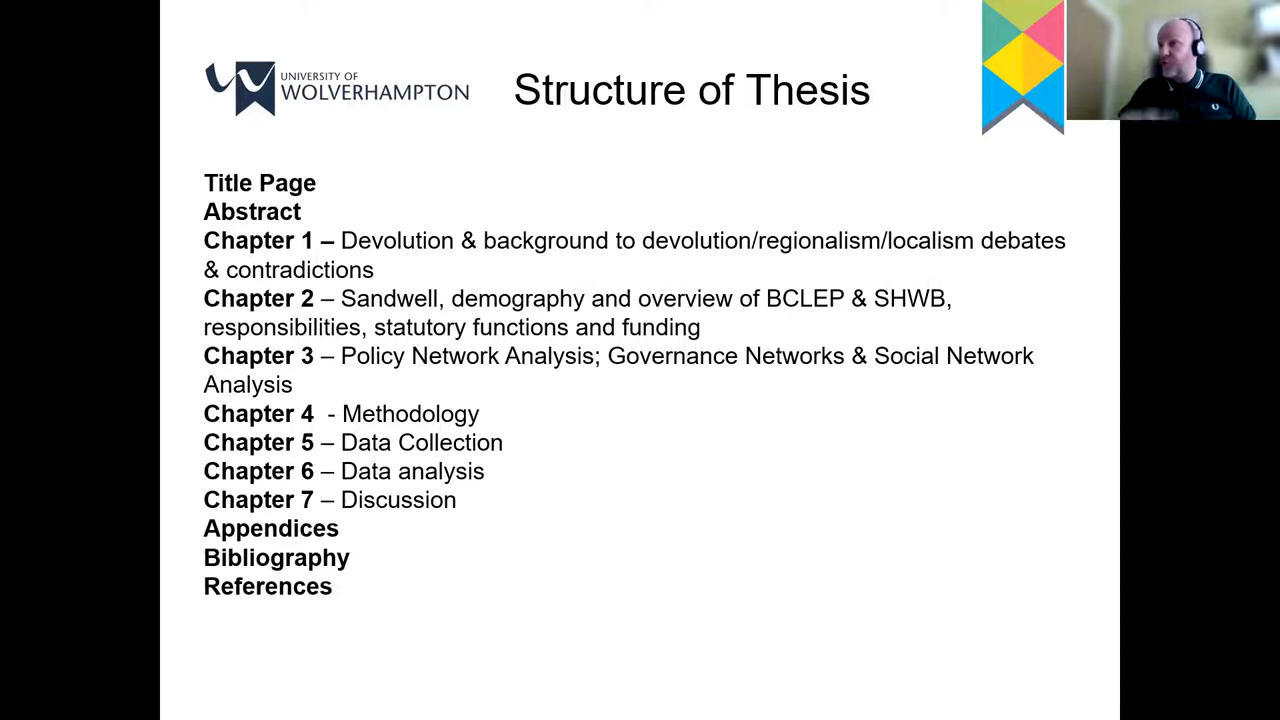 UNIVERSITY OF
WOLVERHAMPTON
Structure of Thesis
Title Page
Abstract
Chapter 1 – Devolution & background to devolution/regionalism/localism debates
& contradictions
Chapter 2 – Sandwell, demography and overview of BCLEP & SHWB,
responsibilities, statutory functions and funding
Chapter 3 – Policy Network Analysis; Governance Networks & Social Network
Analysis
Chapter 4  - Methodology
Chapter 5 – Data Collection
Chapter 6 – Data analysis
Chapter 7 – Discussion
Appendices
Bibliography
References